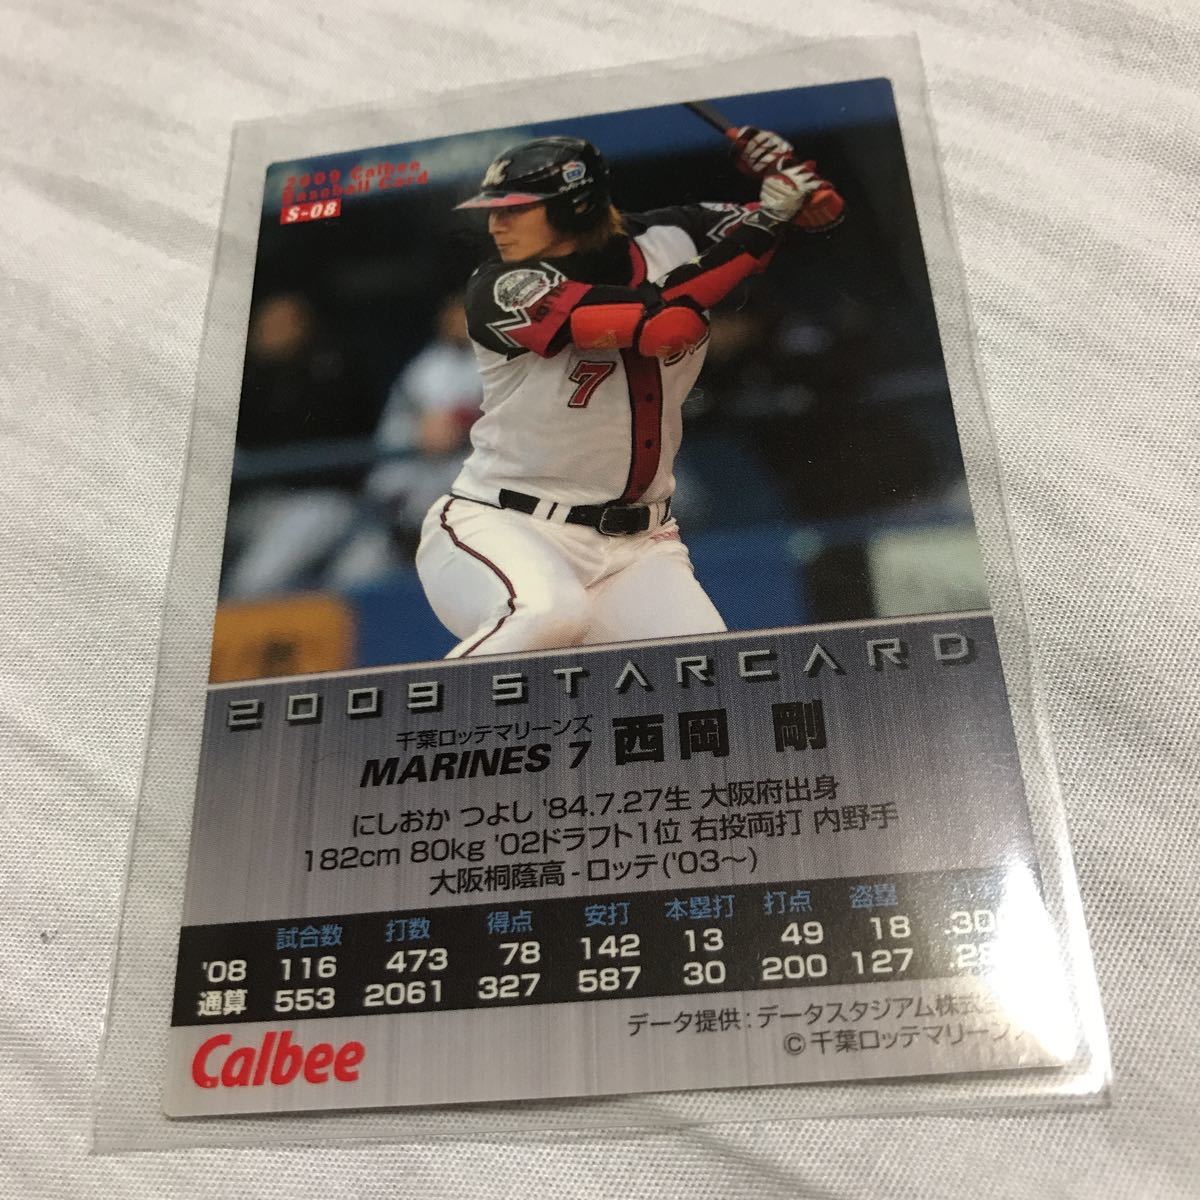 2009 Calbee
Baseball Card
S-08
7
2009 STARCARD
千葉ロッテマリーンズ
MARINES 7 西岡 剛
にしおか つよし '84.7.27生 大阪府出身
182cm 80kg '02ドラフト1位 右投両打 内野手
大阪桐蔭高-ロッテ('03〜)
試合数 打数 得点 安打 本塁打 打点 盗塁
'08 116 473 78 142 13 49 18 .30
通算 553 2061 327 587 30 200 127
Calbee
データ提供:データスタジアム株式
©千葉ロッテマリーン